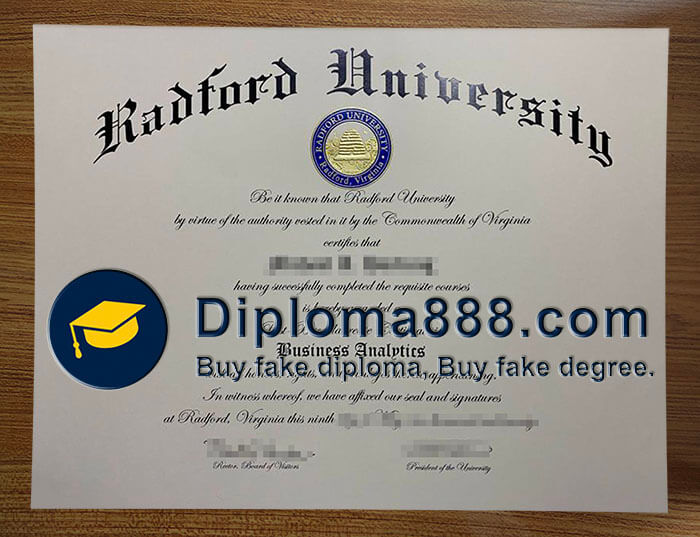 Radford University
RADFORD UNIVERSITY
Radford, Virginia
Be it known that Radford University
by virtue of the authority vested in it by the Commonwealth of Virginia
certifies that
having successfully completed the requisite courses
Diploma888.com
Business Analytics
Buy fake diploma. Buy fake degree.
In witness whereof, we have affixed our seal and signatures
at Radford, Virginia this ninth
Rector, Board of Visitors
President of the University